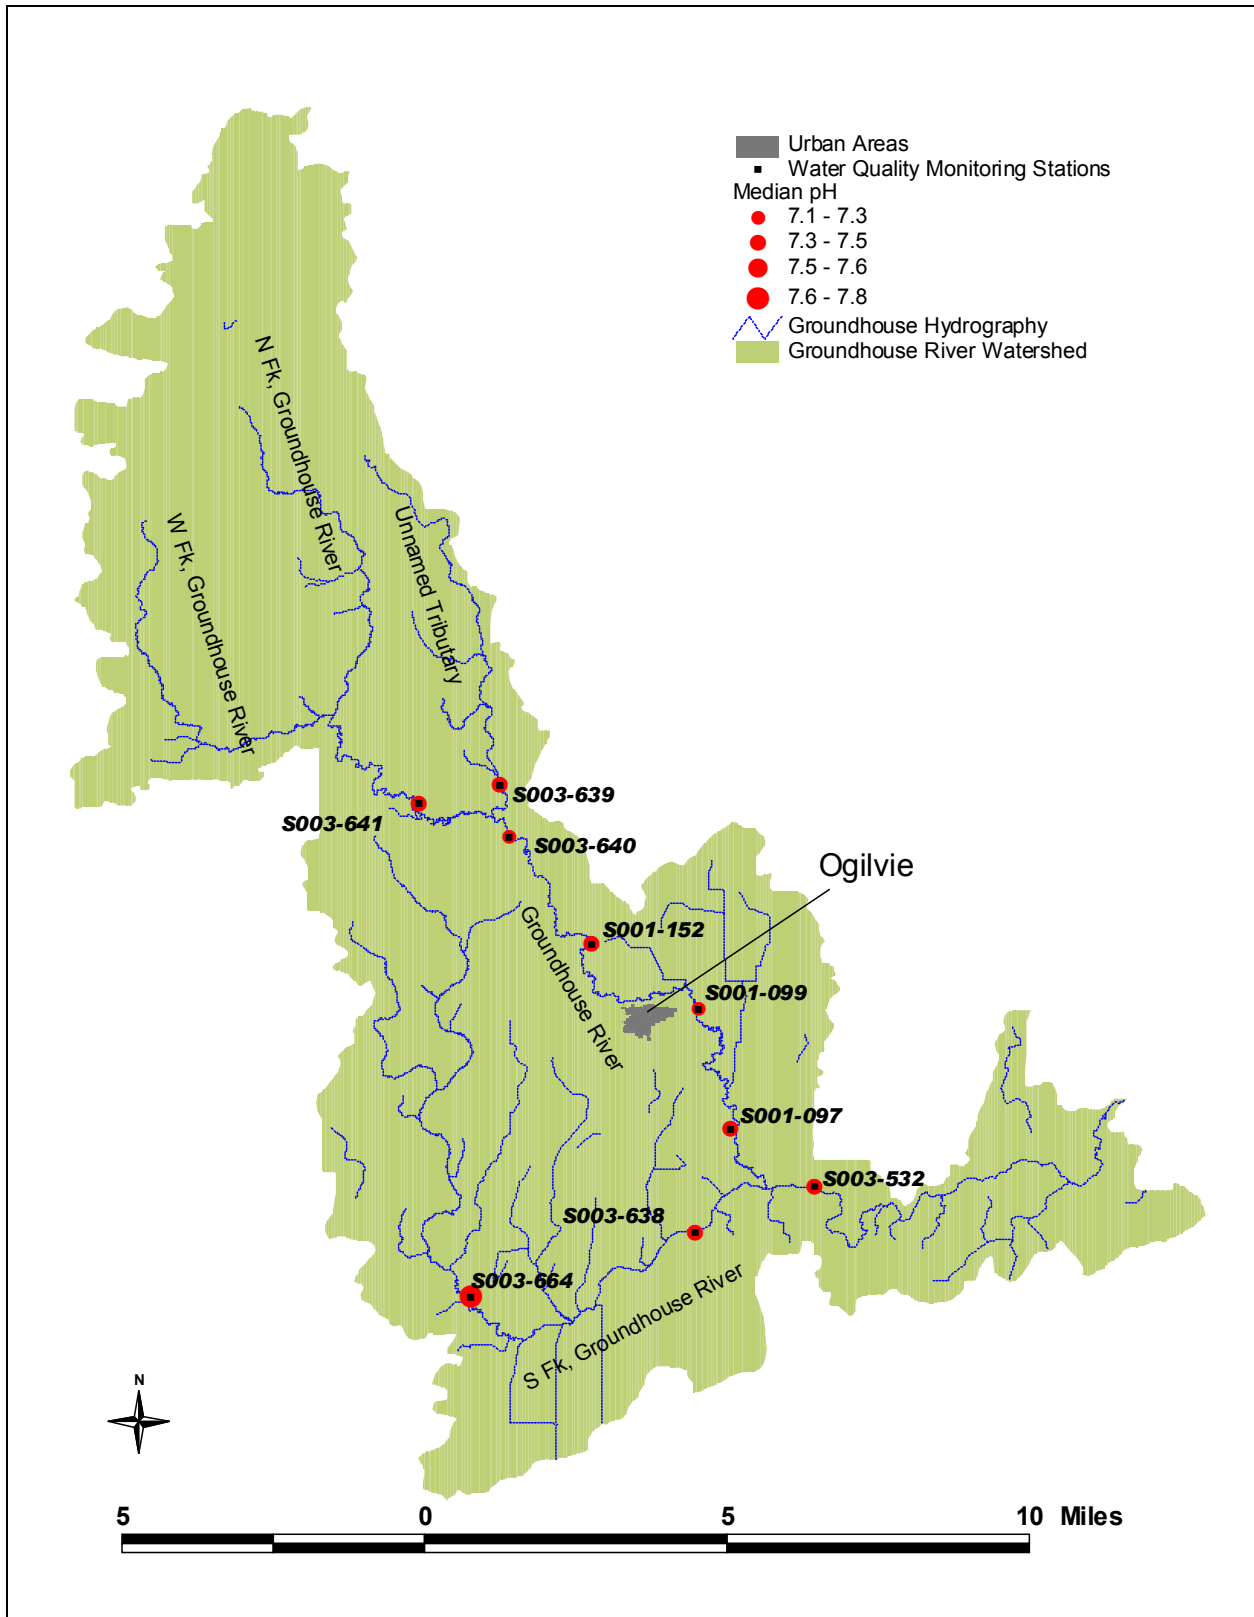 Urban Areas
Water Quality Monitoring Stations
Median pH
7.1 - 7.3
7.3 - 7.5
7.5 - 7.6
7.6 - 7.8
Groundhouse Hydrography
Groundhouse River Watershed
N Fk, Groundhouse River
W Fk, Groundhouse River
Unnamed Tributary
S003-639
S003-641
S003-640
Ogilvie
S001-152
Groundhouse River
S001-099
S001-097
S003-532
S003-638
S003-664
S Fk, Groundhouse River
N
5 0 5 10 Miles